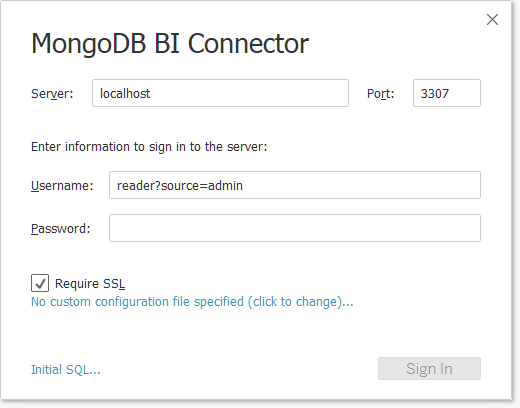 MongoDB BI Connector
Server: localhost Port: 3307
Enter information to sign in to the server:
Username: reader?source=admin
Password:
Require SSL
No custom configuration file specified (click to change)...
Initial SQL... Sign In